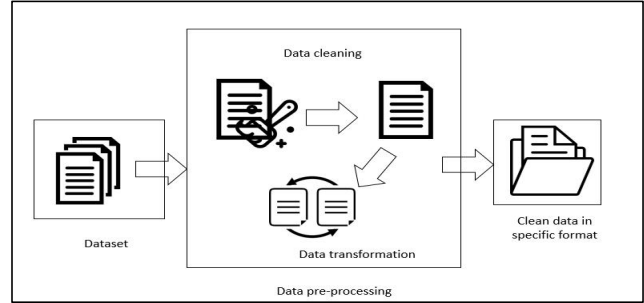 Data cleaning
Dataset
Data transformation
Clean data in
specific format
Data pre-processing